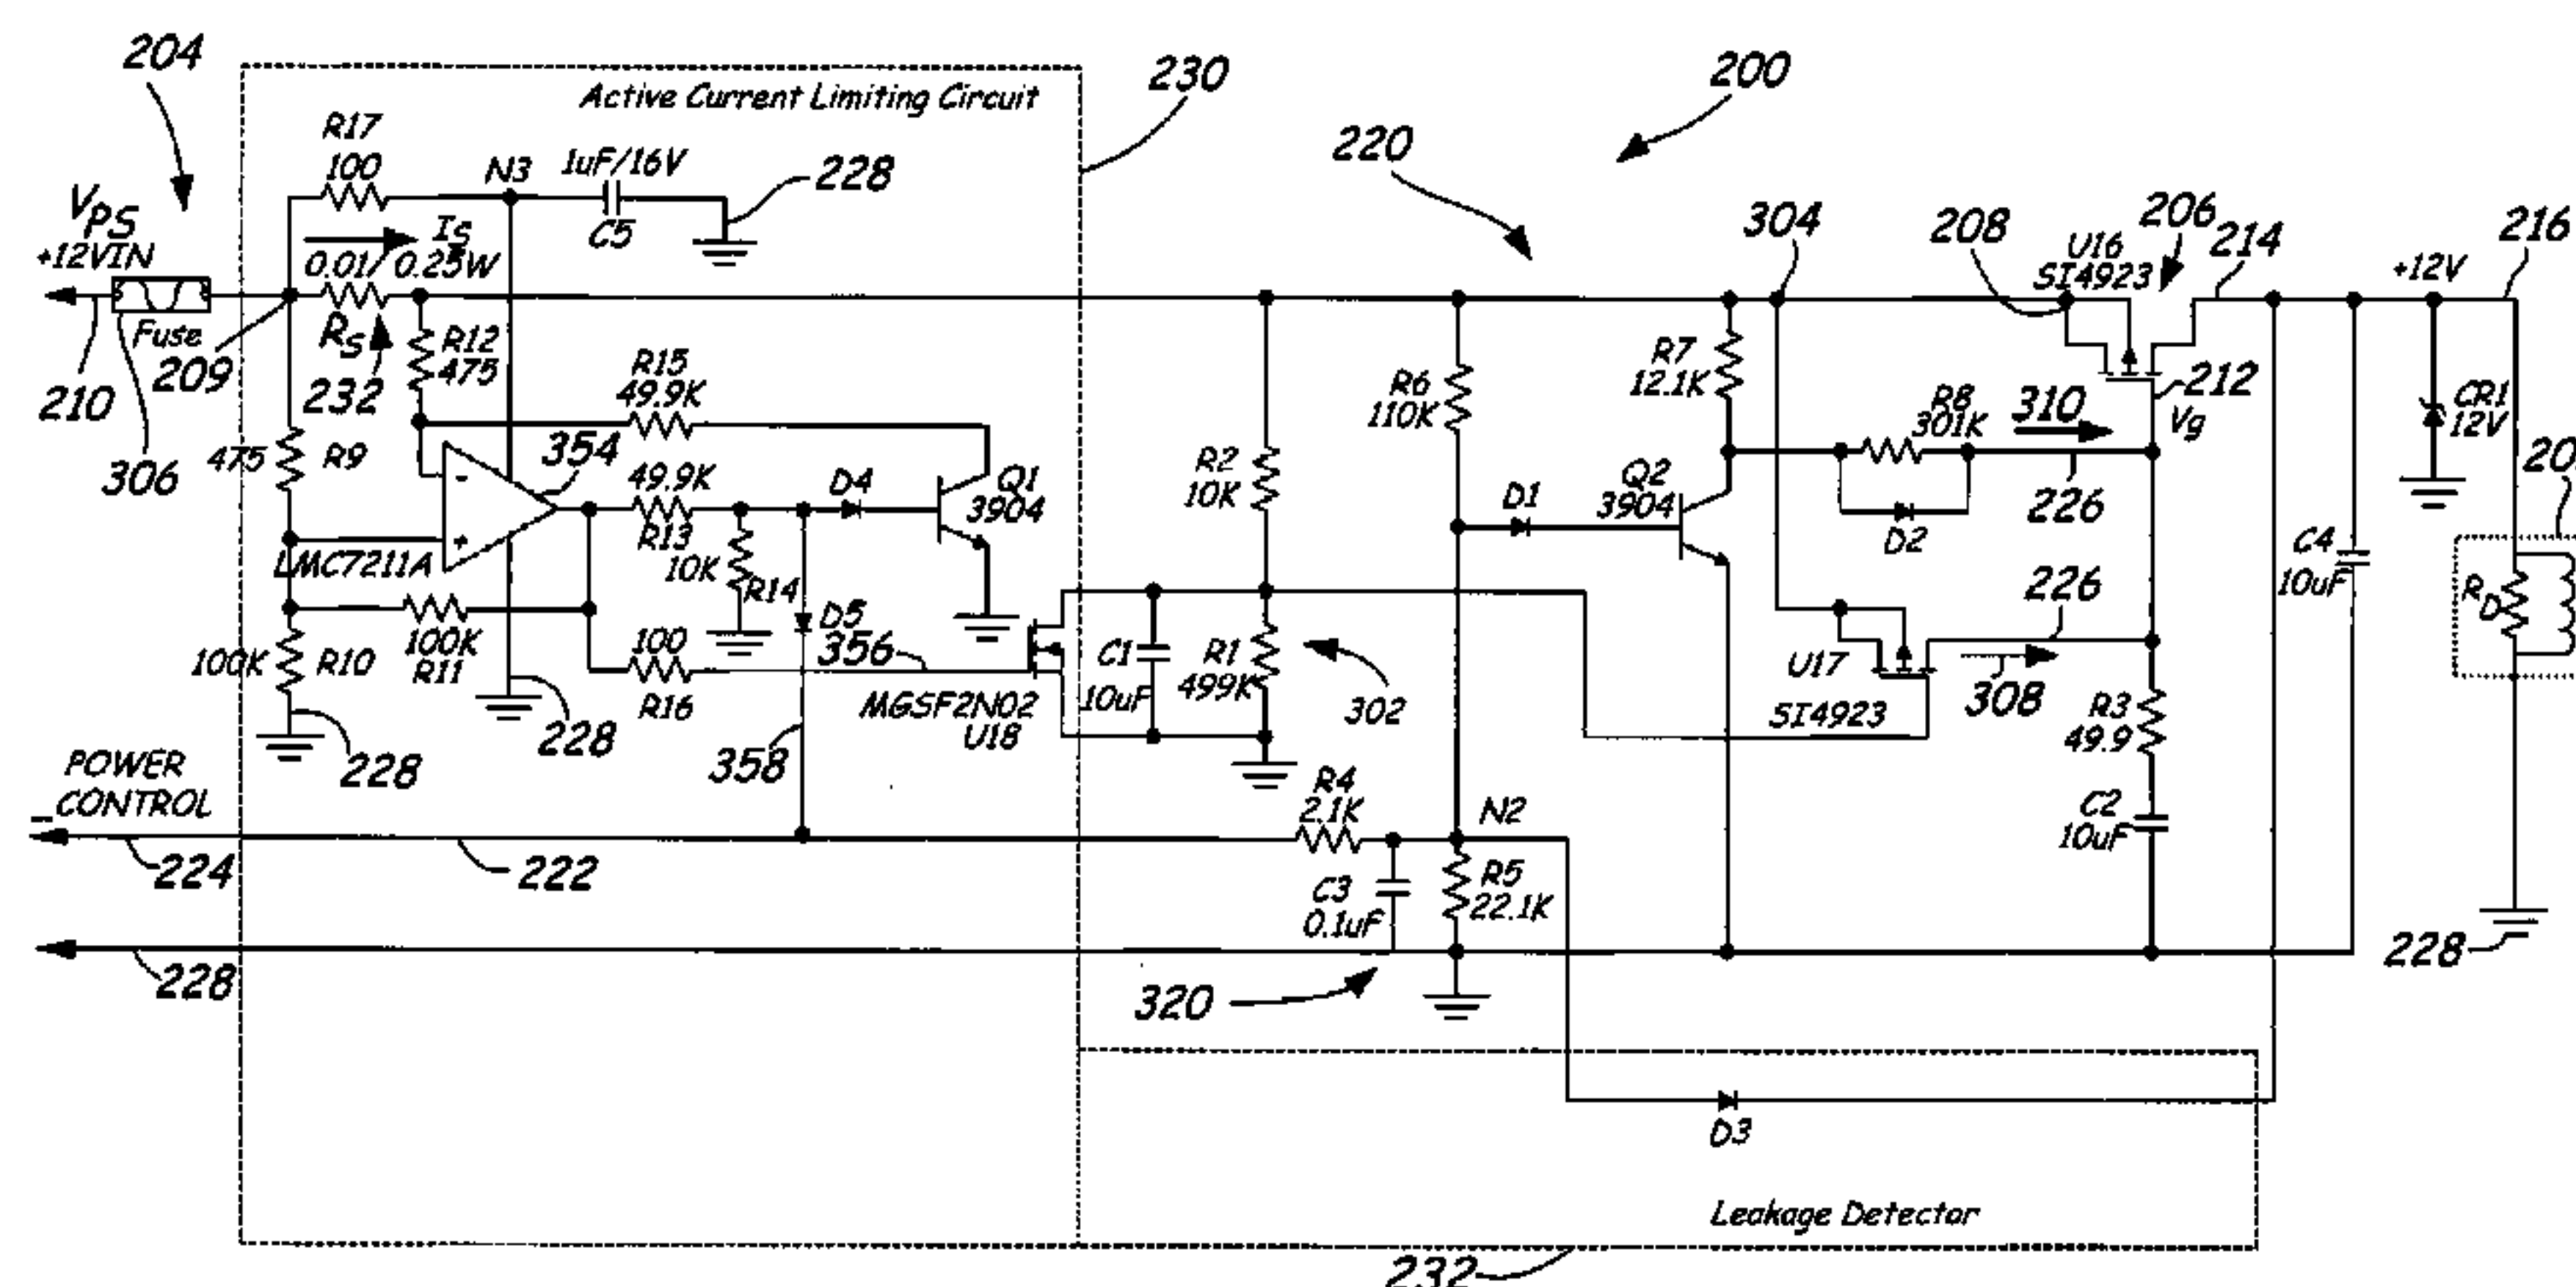 204
Active Current Limiting Circuit
230
200
R17
100
N3
1uF/16V
C5
228
220
VPS
+12VIN
IS
0.01/ 0.25W
304
208
U16
SI4923
206
214
+12V
216
Fuse
RS
209
210
232
R12
475
R15
49.9K
R7
12.1K
212
Vg
CR1
12V
R6
110K
R8
301K
310
306
475
R9
354
49.9K
D4
Q1
3904
R2
10K
D1
Q2
3904
226
D2
C4
10uF
LMC7211A
R13
10K
R14
D5
356
226
RD
100K
R10
100K
R11
100
R16
C1
10uF
R1
499K
302
U17
SI4923
308
R3
49.9
MGSF2N02
U18
228
228
358
POWER
_CONTROL
R4
2.1K
N2
C2
10uF
224
222
C3
0.1uF
R5
22.1K
228
320
228
D3
Leakage Detector
232